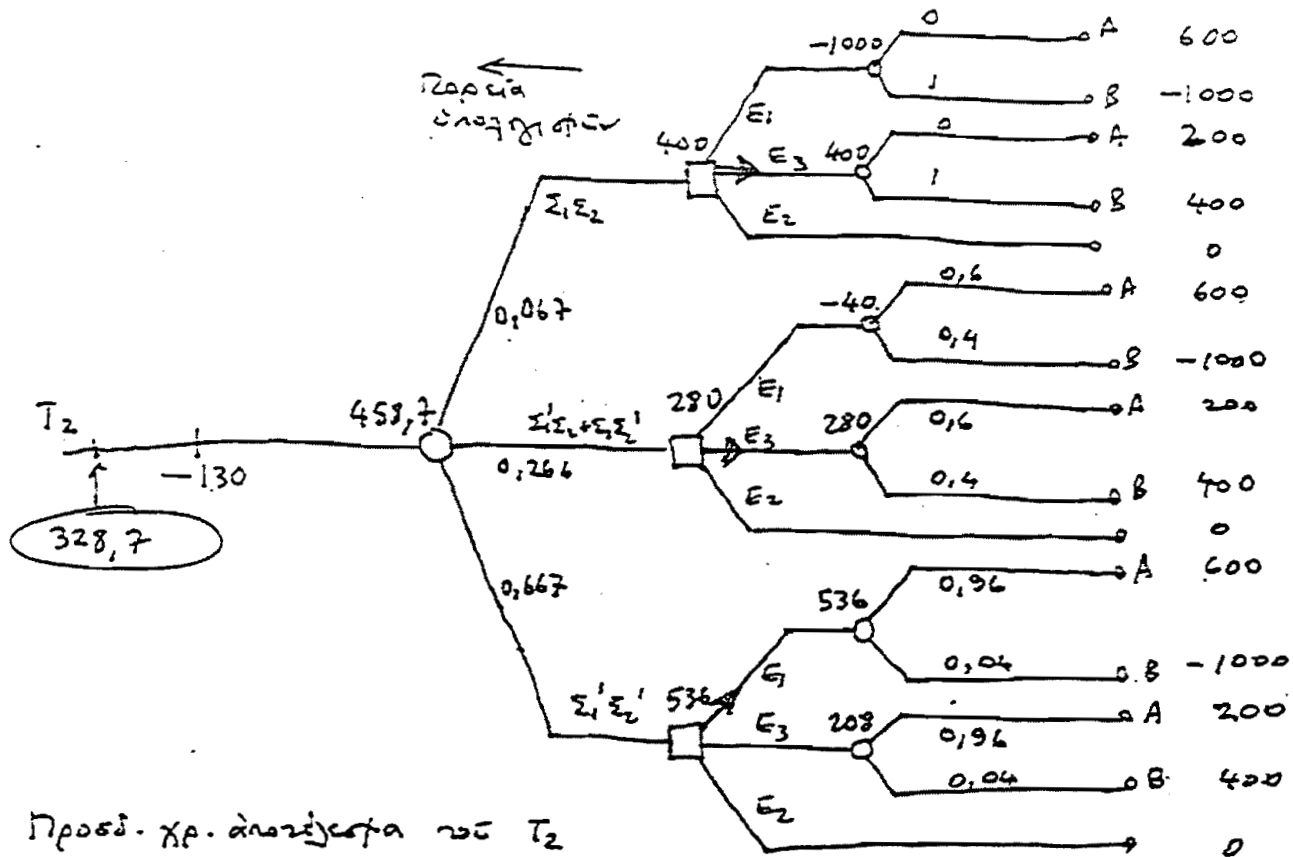 0 A 600
-1000
1 B -1000
Πορεία
ὑπολογισμῶν
E₁
400 E₃ 400 0 A 200
1 B 400
Σ₁Σ₂ E₂
0
0,067
0,6 A 600
-40
0,4 B -1000
E₁
T₂ 458,7 Σ₁'Σ₂+Σ₁Σ₂' 280 E₃ 280 0,6 A 200
-130 0,266 0,4 B 400
E₂ 0
328,7
0,667
536 0,96 A 600
0,04 B -1000
Σ₁'Σ₂' 536 E₁
E₃ 208 0,96 A 200
0,04 B 400
E₂
Προσδ. χρ. ἀποτέλεσμα τοῦ T₂ 0